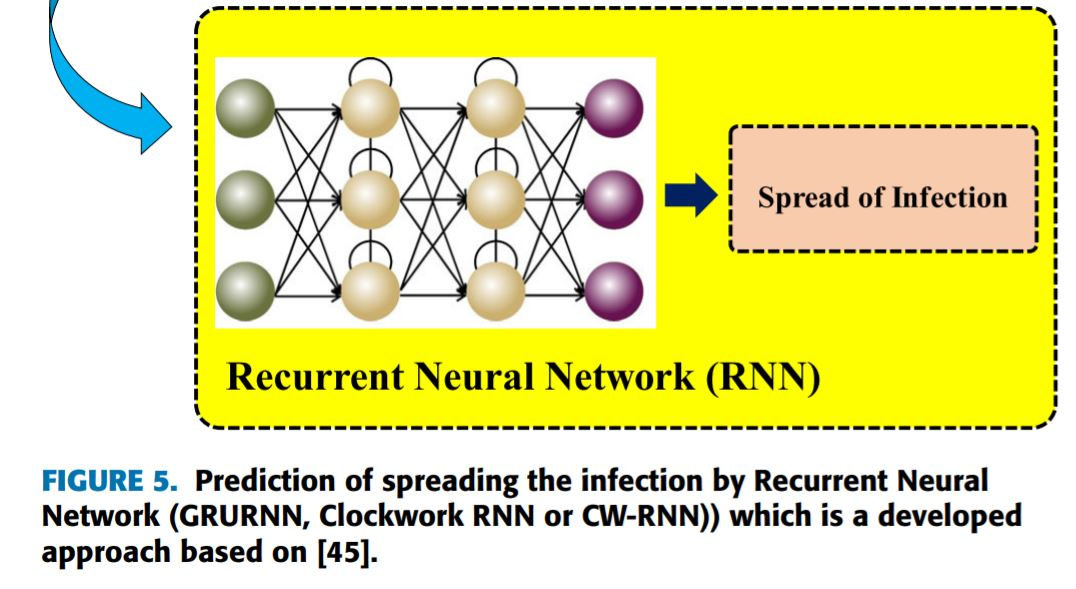 Spread of Infection
Recurrent Neural Network (RNN)
FIGURE 5. Prediction of spreading the infection by Recurrent Neural
Network (GRURNN, Clockwork RNN or CW-RNN)) which is a developed
approach based on [45].